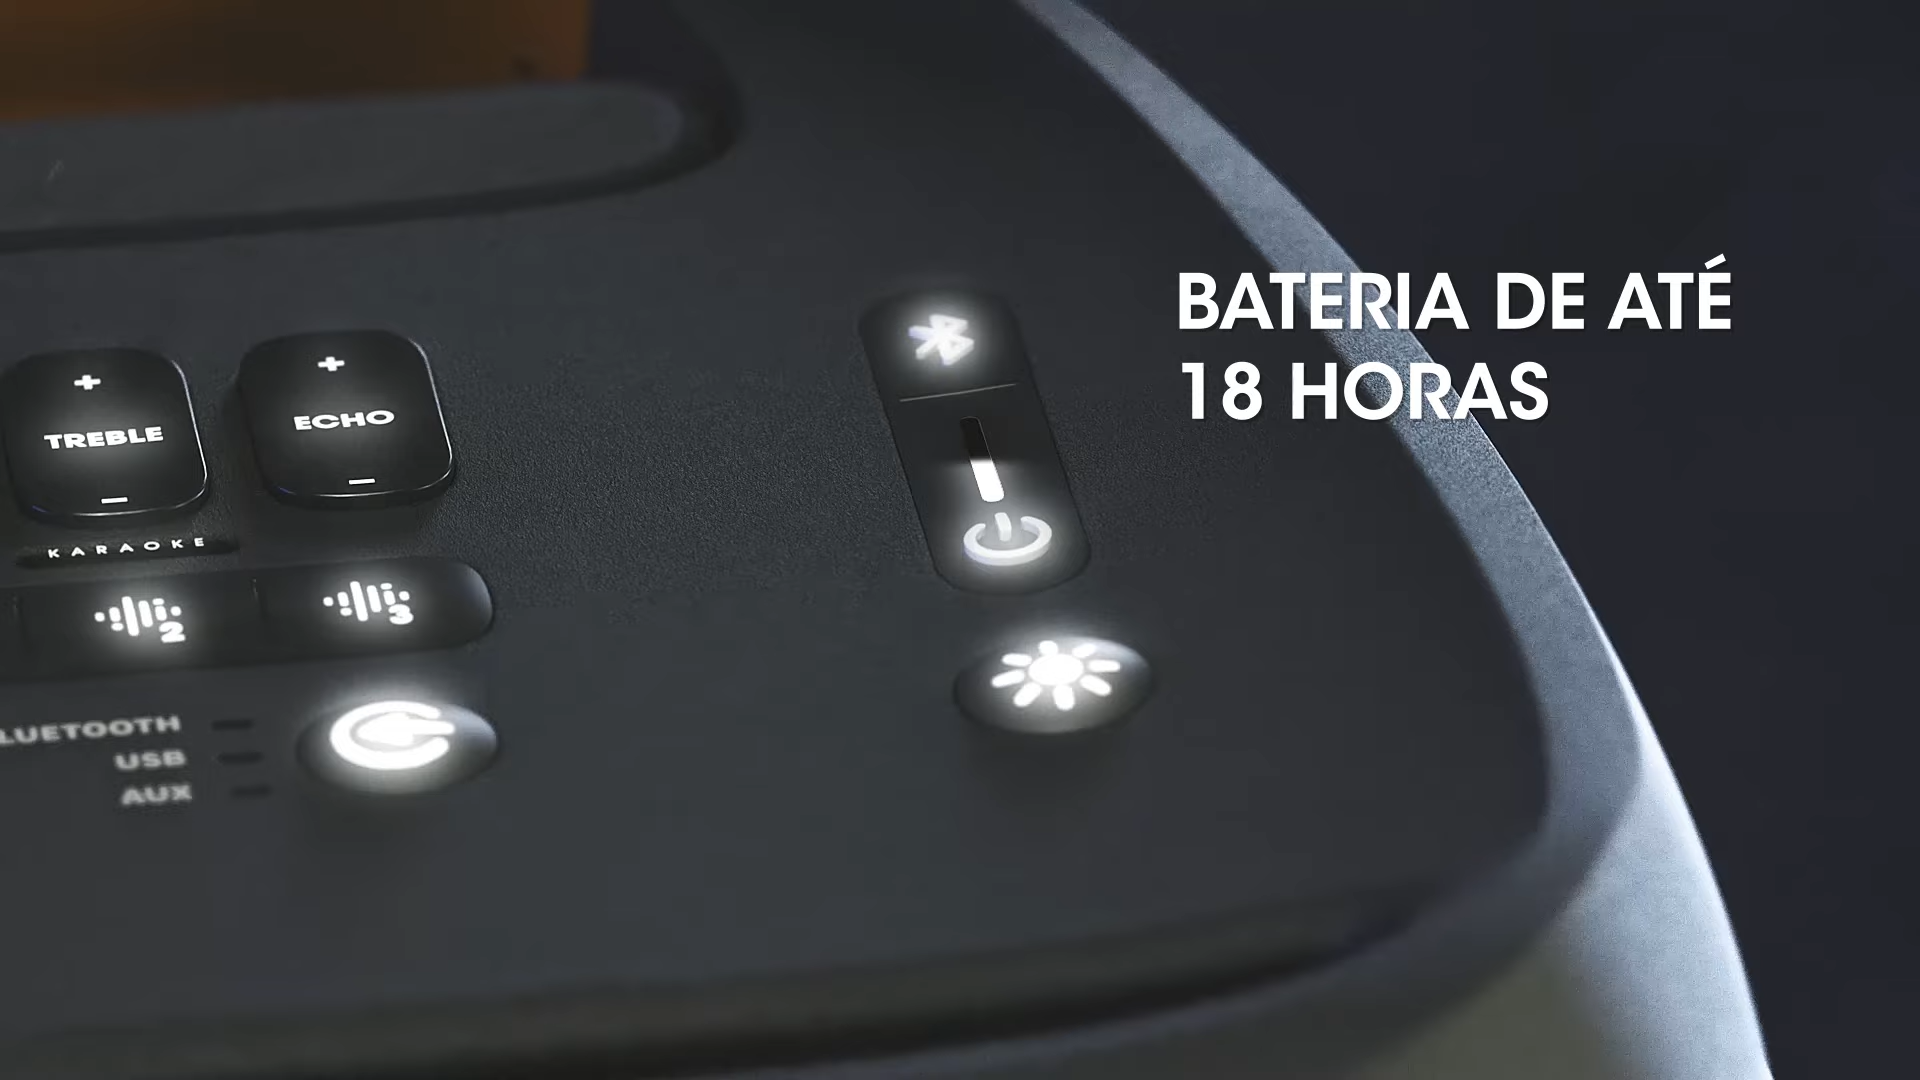 BATERIA DE ATÉ
18 HORAS
+
+
TREBLE
ECHO
−
−
KARAOKE
2
3
LUETOOTH
USB
AUX